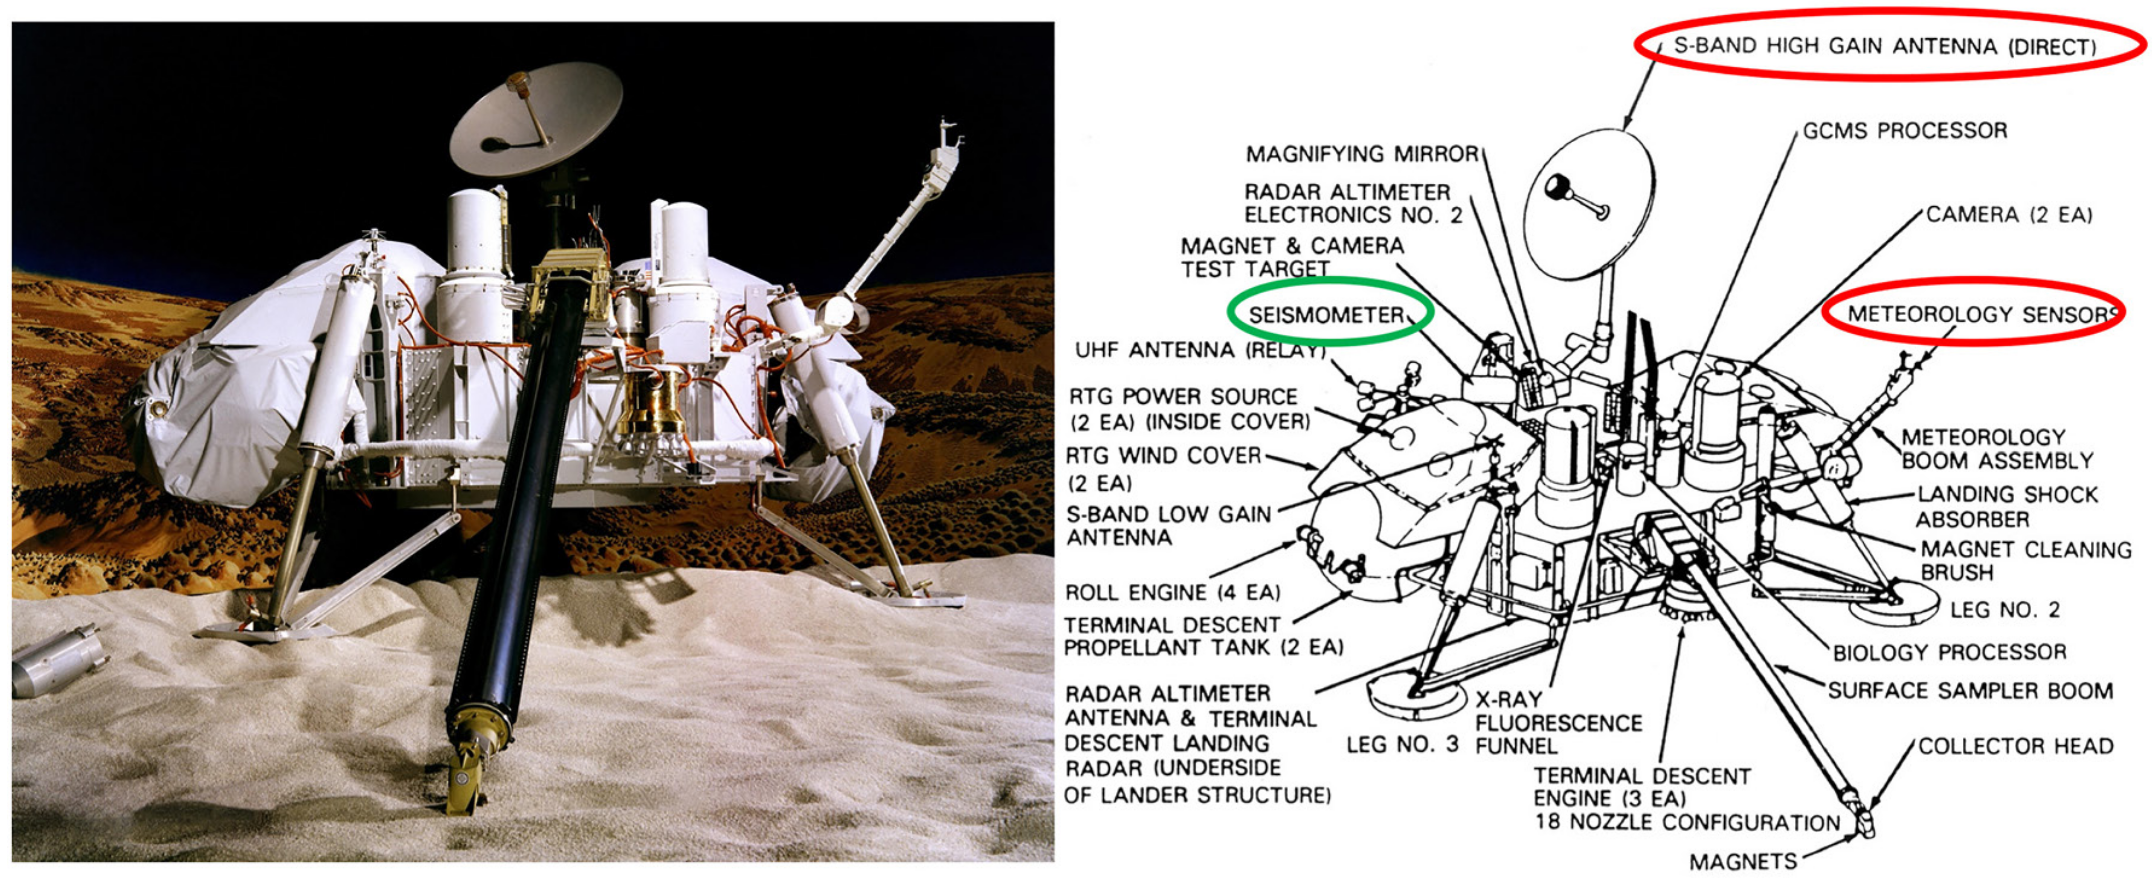 S-BAND HIGH GAIN ANTENNA (DIRECT)
GCMS PROCESSOR
MAGNIFYING MIRROR
RADAR ALTIMETER
ELECTRONICS NO. 2
CAMERA (2 EA)
MAGNET & CAMERA
TEST TARGET
SEISMOMETER
METEOROLOGY SENSORS
UHF ANTENNA (RELAY)
RTG POWER SOURCE
(2 EA) (INSIDE COVER)
RTG WIND COVER
(2 EA)
METEOROLOGY
BOOM ASSEMBLY
S-BAND LOW GAIN
ANTENNA
LANDING SHOCK
ABSORBER
MAGNET CLEANING
BRUSH
ROLL ENGINE (4 EA)
LEG NO. 2
TERMINAL DESCENT
PROPELLANT TANK (2 EA)
BIOLOGY PROCESSOR
SURFACE SAMPLER BOOM
RADAR ALTIMETER
ANTENNA & TERMINAL
DESCENT LANDING
RADAR (UNDERSIDE
OF LANDER STRUCTURE)
LEG NO. 3
X-RAY
FLUORESCENCE
FUNNEL
COLLECTOR HEAD
TERMINAL DESCENT
ENGINE (3 EA)
18 NOZZLE CONFIGURATION
MAGNETS